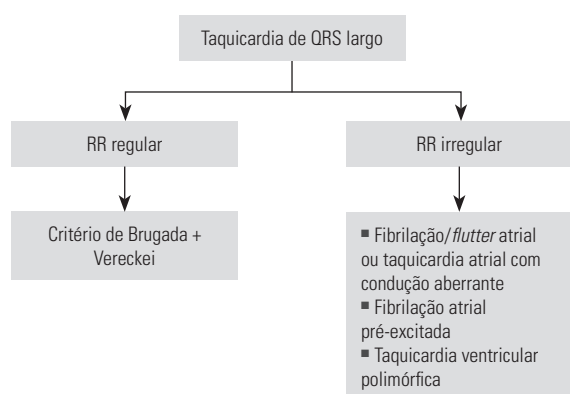 Taquicardia de QRS largo
RR regular
RR irregular
Critério de Brugada +
Vereckei
▪ Fibrilação/flutter atrial
ou taquicardia atrial com
condução aberrante
▪ Fibrilação atrial
pré-excitada
▪ Taquicardia ventricular
polimórfica